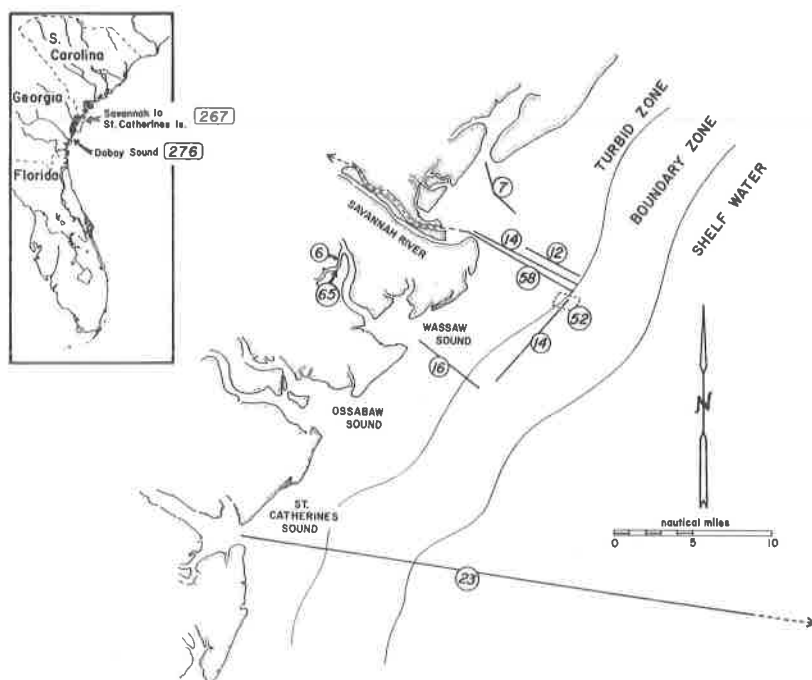 S.
Carolina
Georgia
Savannah to
St. Catherines Is.
267
Doboy Sound
276
Florida
TURBID ZONE
BOUNDARY ZONE
SHELF WATER
SAVANNAH RIVER
7
14
12
58
6
65
52
WASSAW
SOUND
14
16
OSSABAW
SOUND
N
ST.
CATHERINES
SOUND
nautical miles
0 5 10
23